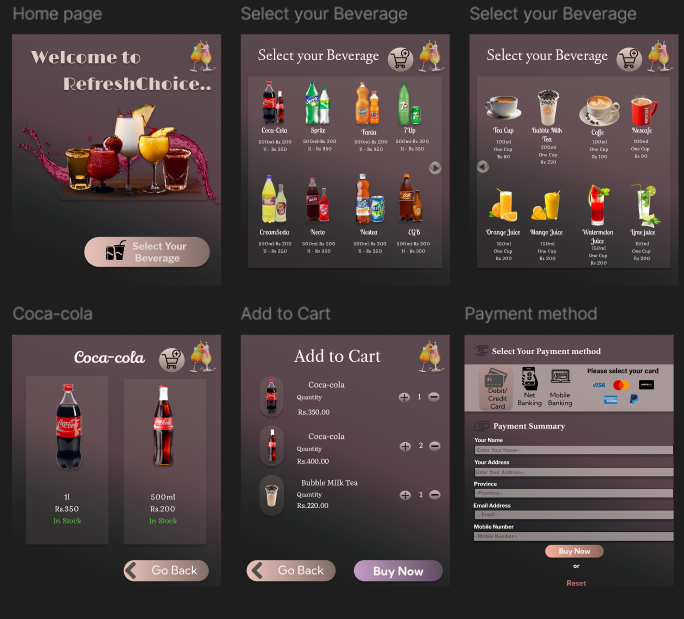 Home page
Welcome to
RefreshChoice..
Select Your
Beverage
Select your Beverage
Select your Beverage
Coca-Cola
500ml-Rs 200
1l - Rs 350
Sprite
500ml-Rs 200
1l - Rs 350
Fanta
500ml-Rs 200
1l - Rs 350
7Up
500ml-Rs 200
1l - Rs 350
CreamSoda
500ml-Rs 200
1l - Rs 350
Necto
500ml-Rs 200
1l - Rs 350
Nestea
500ml-Rs 200
1l - Rs 350
EGB
500ml-Rs 200
1l - Rs 350
Select your Beverage
Select your Beverage
Tea Cup
100ml
One Cup
Rs 80
Bubble Milk
Tea
200ml
One Cup
Rs 220
Coffe
100ml
One Cup
Rs 100
Nescafe
100ml
One Cup
Rs 90
Orange Juice
150ml
One Cup
Rs 200
Mango Juice
150ml
One Cup
Rs 200
Watermelon
Juice
150ml
One Cup
Rs 200
Lime juice
150ml
One Cup
Rs 200
Coca-cola
Coca-cola
1l
Rs.350
In Stock
500ml
Rs.200
In Stock
Go Back
Add to Cart
Add to Cart
Coca-cola
Quantity
Rs.350.00
1
Coca-cola
Quantity
Rs.400.00
2
Bubble Milk Tea
Quantity
Rs.220.00
1
Go Back
Buy Now
Payment method
Select Your Payment method
Debit/
Credit
Card
Net
Banking
Mobile
Banking
Please select your card
VISA
Payment Summary
Your Name
Your Address
Province
Email Address
Mobile Number
--Mobile Number--
Buy Now
or
Reset